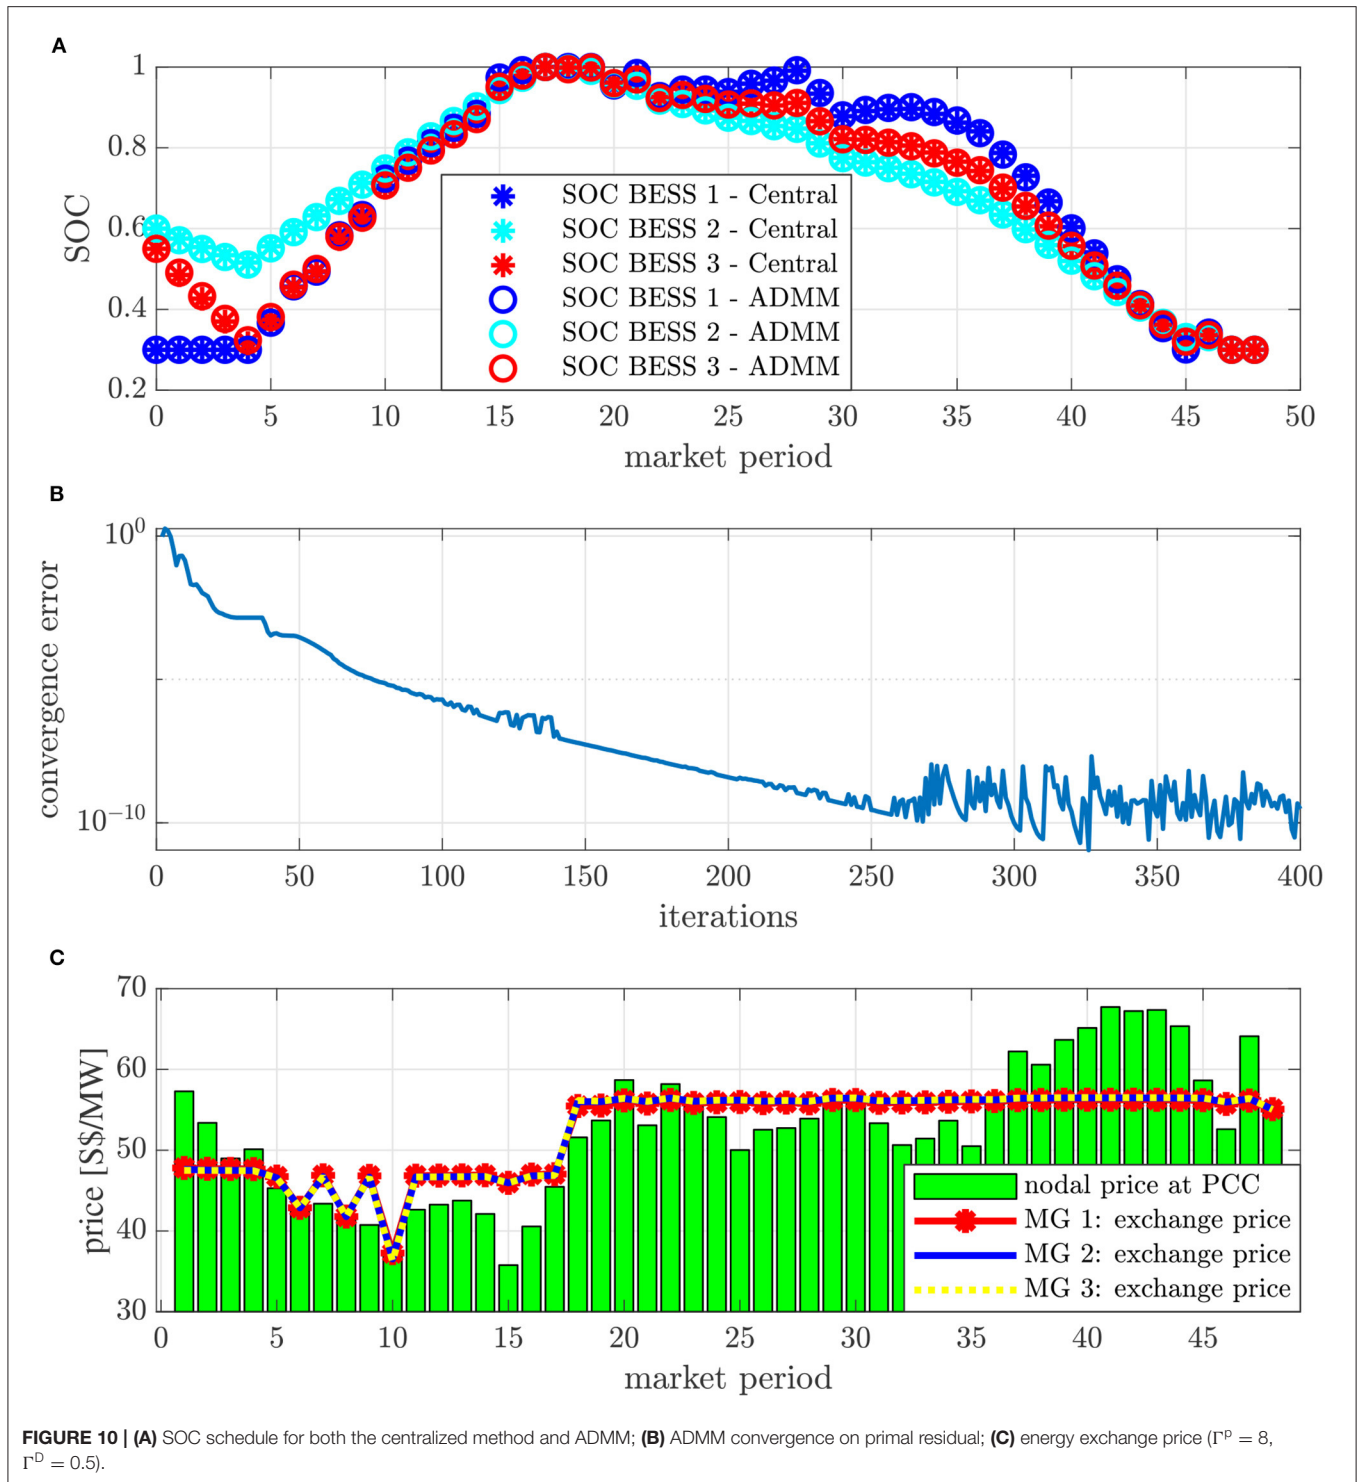 A
1
0.8
0.6
0.4
0.2
SOC
SOC BESS 1 - Central
SOC BESS 2 - Central
SOC BESS 3 - Central
SOC BESS 1 - ADMM
SOC BESS 2 - ADMM
SOC BESS 3 - ADMM
0 5 10 15 20 25 30 35 40 45 50
market period
B
10^0
10^-10
convergence error
0 50 100 150 200 250 300 350 400
iterations
C
70
60
50
40
30
price [S$/MW]
nodal price at PCC
MG 1: exchange price
MG 2: exchange price
MG 3: exchange price
0 5 10 15 20 25 30 35 40 45
market period
FIGURE 10 | (A) SOC schedule for both the centralized method and ADMM; (B) ADMM convergence on primal residual; (C) energy exchange price (Γ^p = 8,
Γ^D = 0.5).